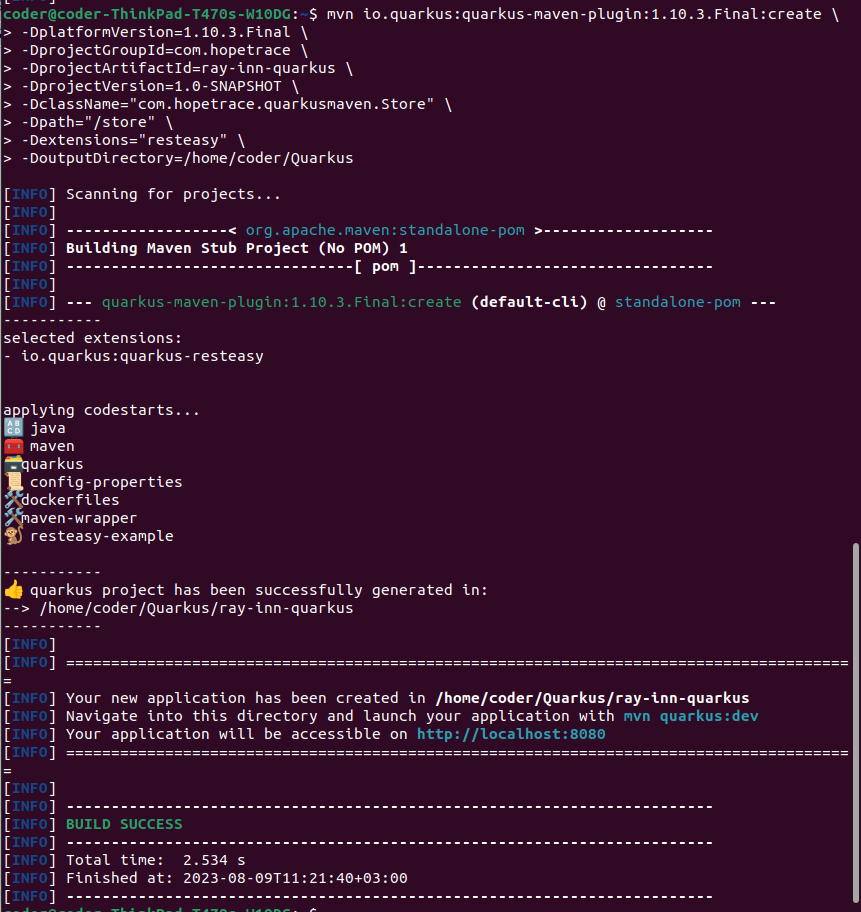 coder@coder-ThinkPad-T470s-W10DG:~$ mvn io.quarkus:quarkus-maven-plugin:1.10.3.Final:create \
> -DplatformVersion=1.10.3.Final \
> -DprojectGroupId=com.hopetrace \
> -DprojectArtifactId=ray-inn-quarkus \
> -DprojectVersion=1.0-SNAPSHOT \
> -DclassName="com.hopetrace.quarkusmaven.Store" \
> -Dpath="/store" \
> -Dextensions="resteasy" \
> -DoutputDirectory=/home/coder/Quarkus
[INFO] Scanning for projects...
[INFO]
[INFO] ------------------< org.apache.maven:standalone-pom >-------------------
[INFO] Building Maven Stub Project (No POM) 1
[INFO] --------------------------------[ pom ]---------------------------------
[INFO]
[INFO] --- quarkus-maven-plugin:1.10.3.Final:create (default-cli) @ standalone-pom ---
-----------
selected extensions:
- io.quarkus:quarkus-resteasy
applying codestarts...
🔠 java
🧰 maven
🗃quarkus
📜 config-properties
🛠dockerfiles
🛠maven-wrapper
🐒 resteasy-example
-----------
👍 quarkus project has been successfully generated in:
--> /home/coder/Quarkus/ray-inn-quarkus
-----------
[INFO]
[INFO] =======================================================================================
=
[INFO] Your new application has been created in /home/coder/Quarkus/ray-inn-quarkus
[INFO] Navigate into this directory and launch your application with mvn quarkus:dev
[INFO] Your application will be accessible on http://localhost:8080
[INFO] =======================================================================================
=
[INFO]
[INFO] ------------------------------------------------------------------------
[INFO] BUILD SUCCESS
[INFO] ------------------------------------------------------------------------
[INFO] Total time:  2.534 s
[INFO] Finished at: 2023-08-09T11:21:40+03:00
[INFO] ------------------------------------------------------------------------
coder@coder-ThinkPad-T470s-W10DG:~$